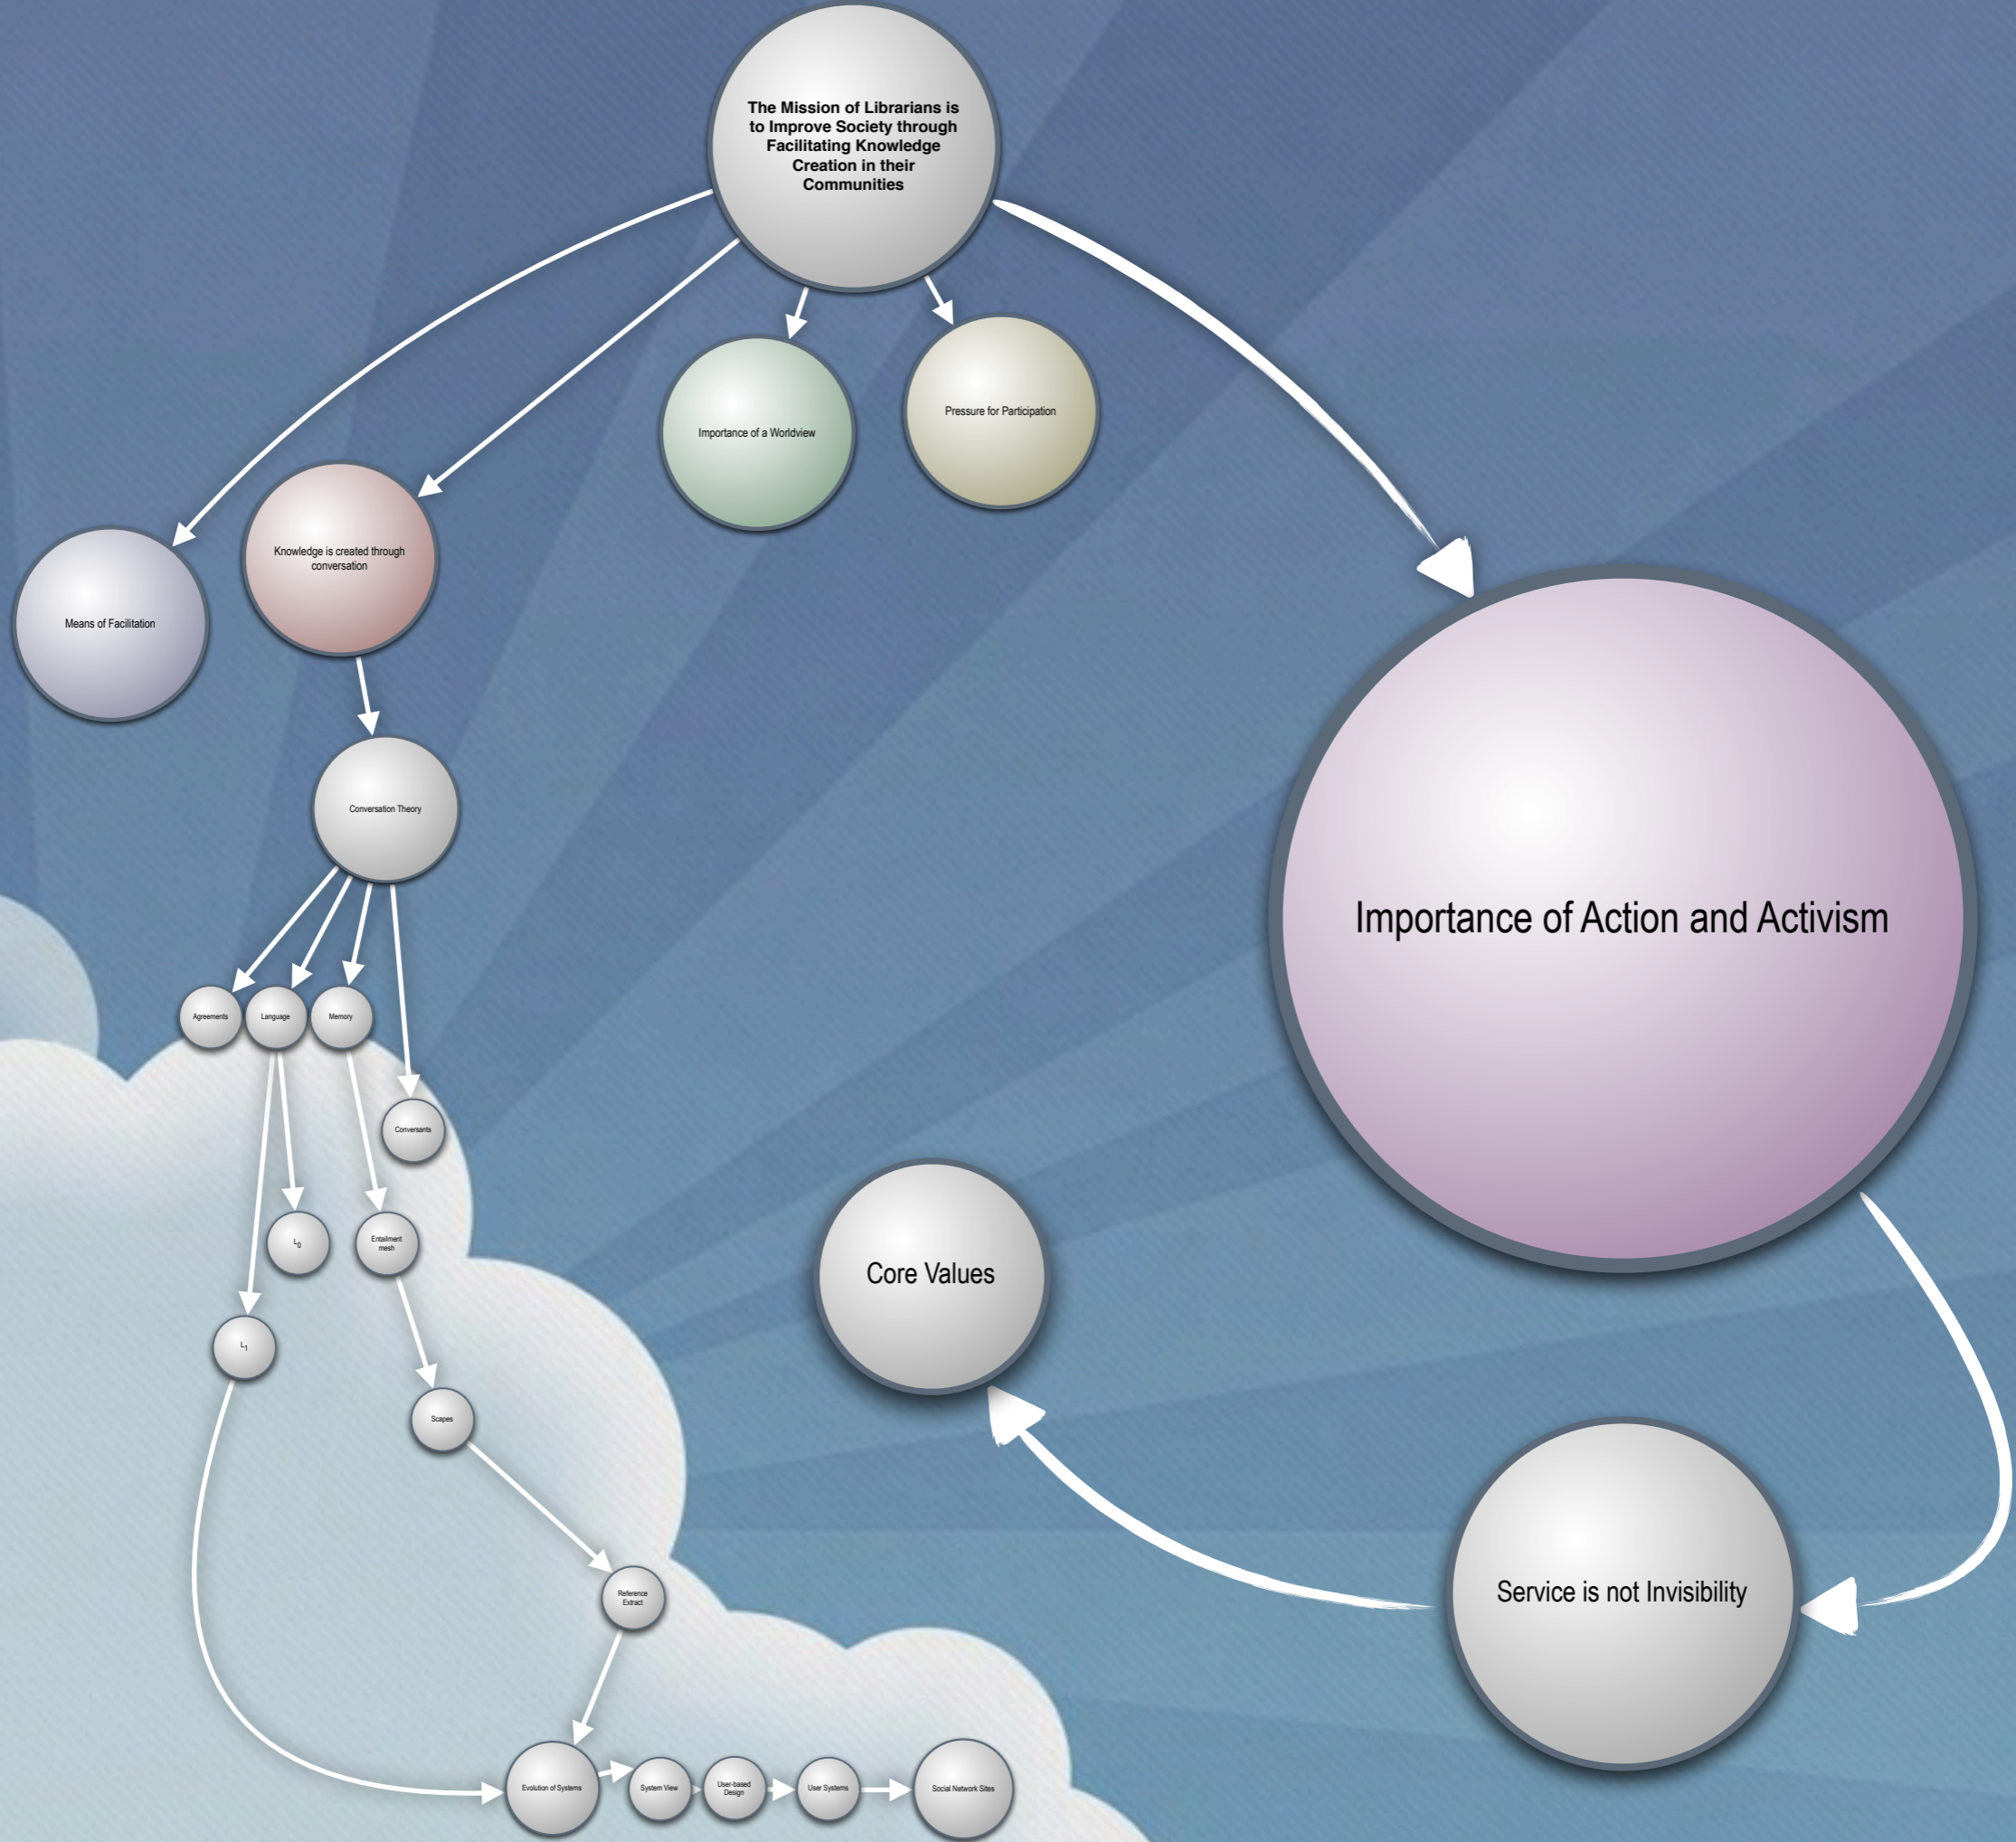 The Mission of Librarians is
to Improve Society through
Facilitating Knowledge
Creation in their
Communities
Importance of a Worldview
Pressure for Participation
Knowledge is created through
conversation
Means of Facilitation
Conversation Theory
Importance of Action and Activism
Agreements
Language
Memory
Conversants
L0
Entailment
mesh
Core Values
L1
Scapes
Reference
Extract
Service is not Invisibility
Evolution of Systems
System View
User-based
Design
User Systems
Social Network Sites